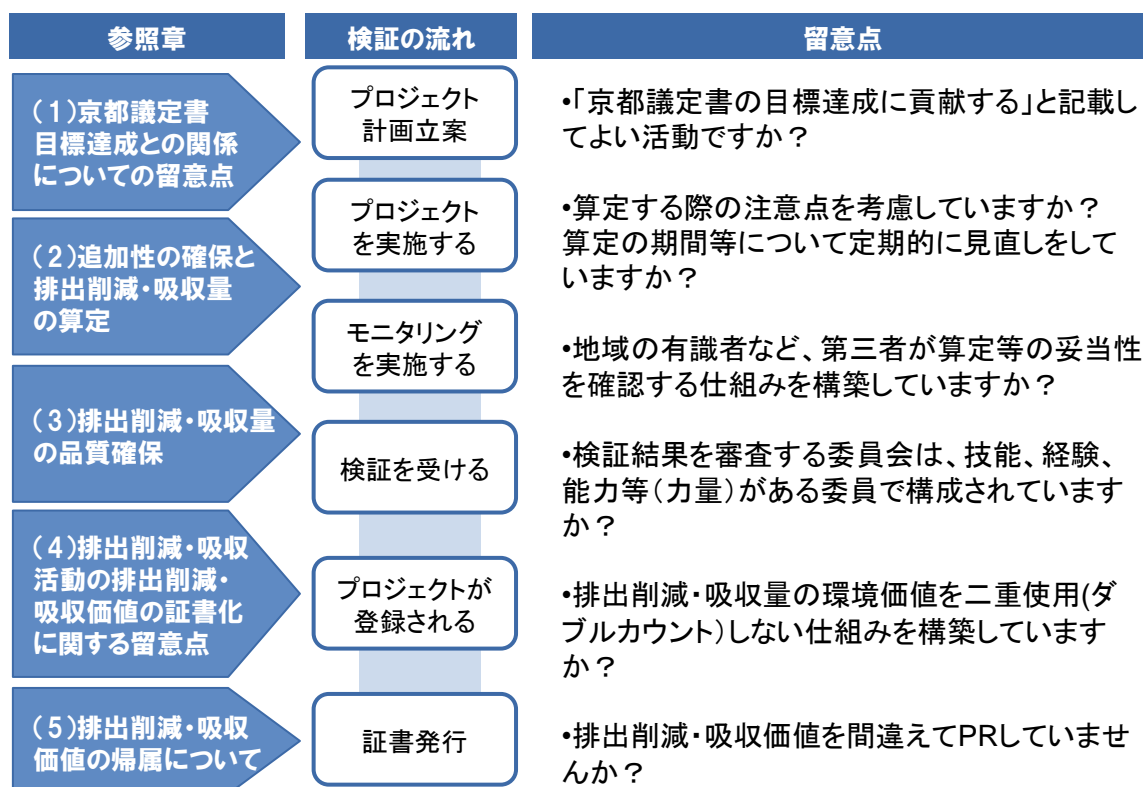 参照章
検証の流れ
留意点
(1)京都議定書
目標達成との関係
についての留意点
(2)追加性の確保と
排出削減・吸収量
の算定
(3)排出削減・吸収量
の品質確保
(4)排出削減・吸収
活動の排出削減・
吸収価値の証書化
に関する留意点
(5)排出削減・吸収
価値の帰属について
プロジェクト
計画立案
プロジェクト
を実施する
モニタリング
を実施する
検証を受ける
プロジェクトが
登録される
証書発行
•「京都議定書の目標達成に貢献する」と記載し
てよい活動ですか？
•算定する際の注意点を考慮していますか？
算定の期間等について定期的に見直しをして
いますか？
•地域の有識者など、第三者が算定等の妥当性
を確認する仕組みを構築していますか？
•検証結果を審査する委員会は、技能、経験、
能力等(力量)がある委員で構成されています
か？
•排出削減・吸収量の環境価値を二重使用(ダ
ブルカウント)しない仕組みを構築しています
か？
•排出削減・吸収価値を間違えてPRしていませ
んか？